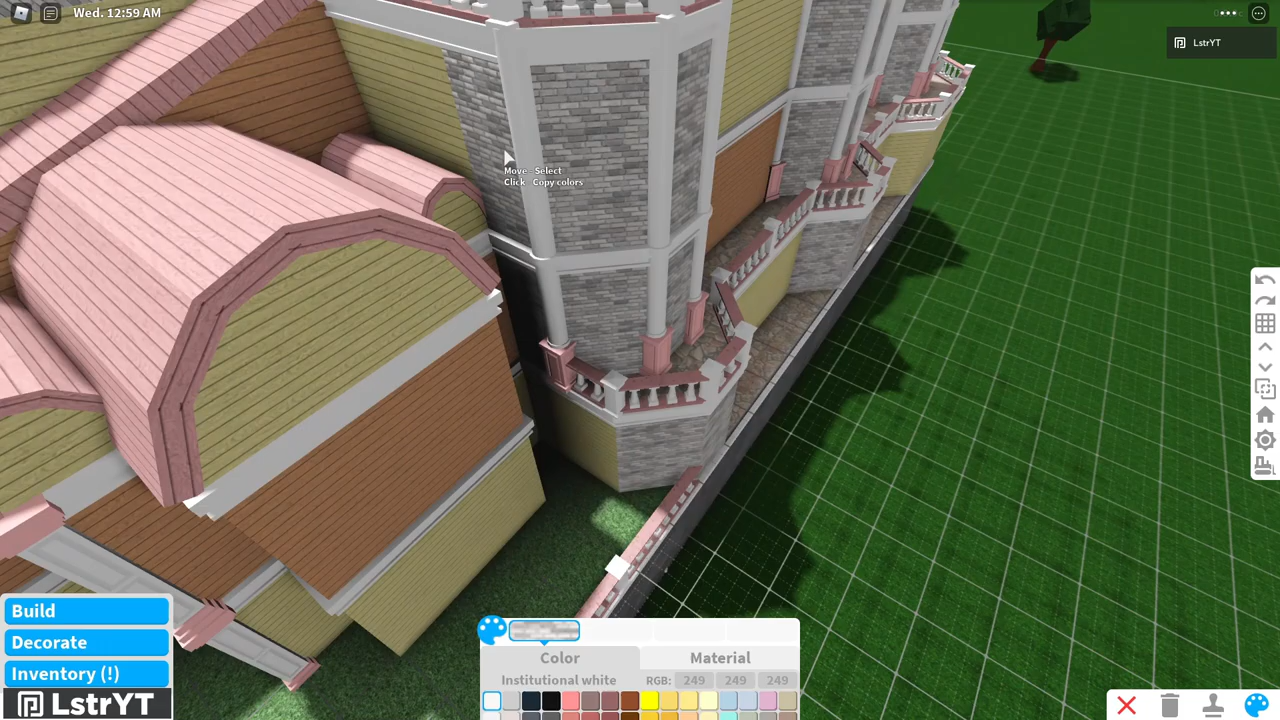 Wed. 12:59 AM
LstrYT
Move - Select
Click - Copy colors
Build
Decorate
Inventory (!)
LstrYT
Color
Material
Institutional white
RGB: 249 249 249